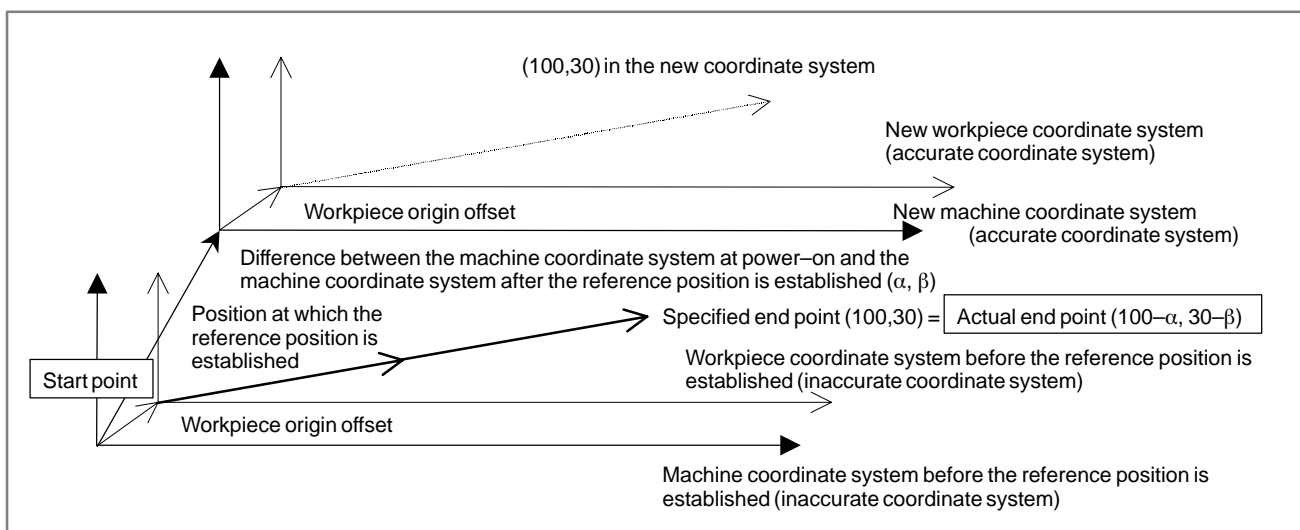 (100,30) in the new coordinate system
New workpiece coordinate system
(accurate coordinate system)
Workpiece origin offset
New machine coordinate system
(accurate coordinate system)
Difference between the machine coordinate system at power–on and the
machine coordinate system after the reference position is established (α, β)
Position at which the
reference position is
established
Specified end point (100,30) = Actual end point (100–α, 30–β)
Start point
Workpiece coordinate system before the reference position is
established (inaccurate coordinate system)
Workpiece origin offset
Machine coordinate system before the reference position is
established (inaccurate coordinate system)